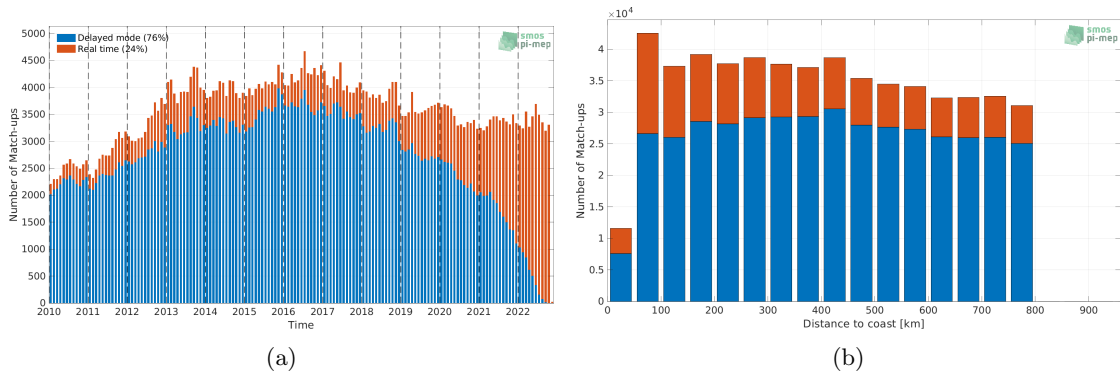 Delayed mode (76%)
Real time (24%)
smos
pi-mep
Number of Match-ups
5000
4500
4000
3500
3000
2500
2000
1500
1000
500
0
2010 2011 2012 2013 2014 2015 2016 2017 2018 2019 2020 2021 2022
Time
(a)
×10⁴
smos
pi-mep
Number of Match-ups
4
3.5
3
2.5
2
1.5
1
0.5
0
0 100 200 300 400 500 600 700 800 900
Distance to coast [km]
(b)